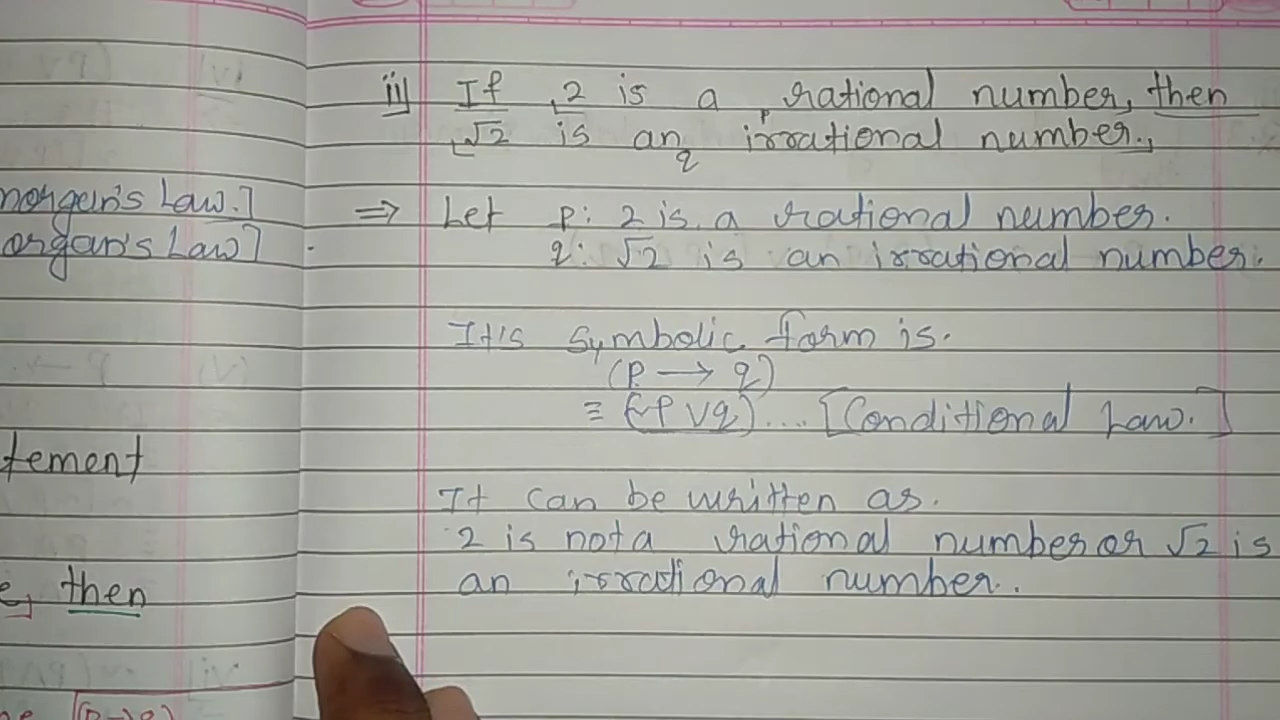 ii] If 2 is a rational number, then
p
√2 is an irrational number.
q
⇒ Let p: 2 is a rational number.
q: √2 is an irrational number.
It's symbolic form is.
(p → q)
≡ (~p ∨ q).... [Conditional Law.]
It can be written as.
2 is not a rational number or √2 is
an irrational number.
morgan's Law.]
organ's Law]
tement
e, then